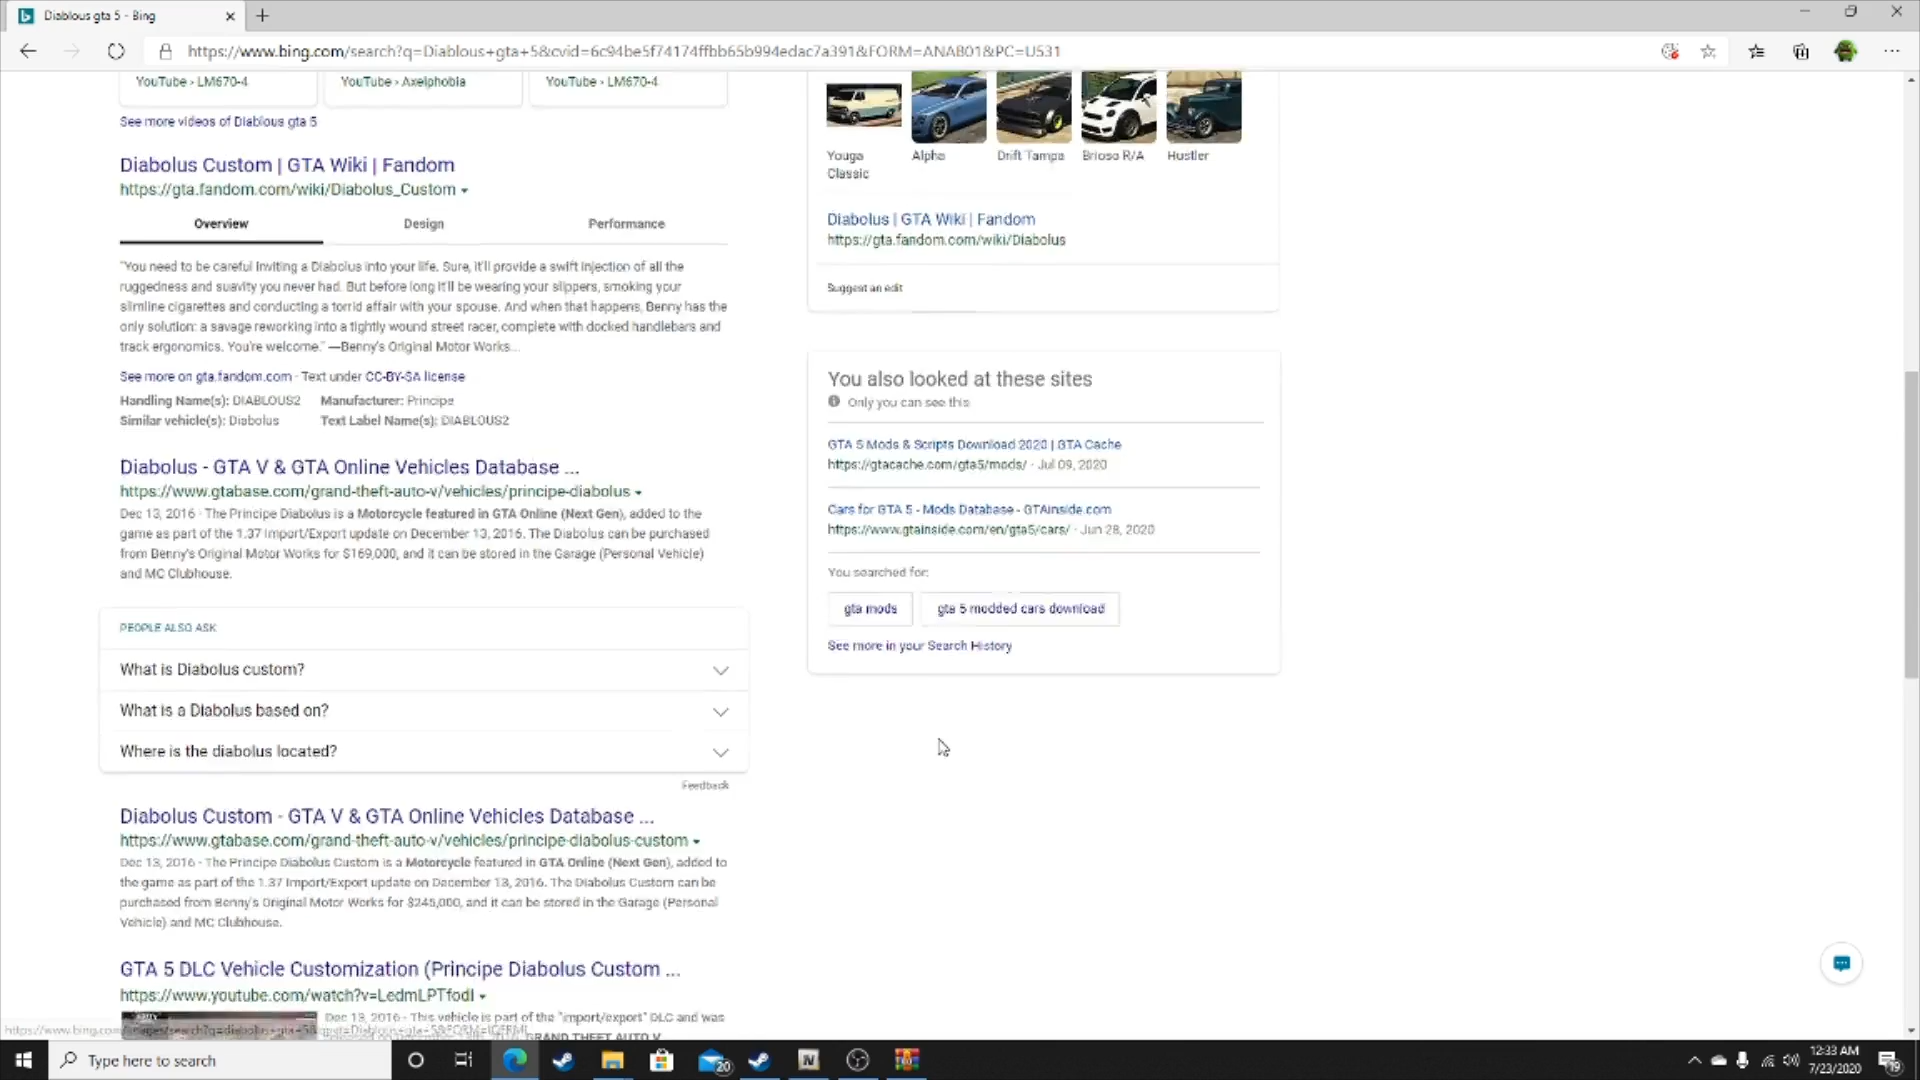 Diablous gta 5 - Bing
https://www.bing.com/search?q=Diablous+gta+5&cvid=6c94be5f74174ffbb65b994edac7a391&FORM=ANAB01&PC=U531
YouTube › LM670-4
YouTube › Axelphobia
YouTube › LM670-4
See more videos of Diablous gta 5
Diabolus Custom | GTA Wiki | Fandom
https://gta.fandom.com/wiki/Diabolus_Custom
Overview
Design
Performance
"You need to be careful inviting a Diabolus into your life. Sure, it'll provide a swift injection of all the
ruggedness and suavity you never had. But before long it'll be wearing your slippers, smoking your
slimline cigarettes and conducting a torrid affair with your spouse. And when that happens, Benny has the
only solution: a savage reworking into a tightly wound street racer, complete with docked handlebars and
track ergonomics. You're welcome." —Benny's Original Motor Works...
See more on gta.fandom.com · Text under CC-BY-SA license
Handling Name(s): DIABLOUS2
Manufacturer: Principe
Similar vehicle(s): Diabolus
Text Label Name(s): DIABLOUS2
Diabolus - GTA V & GTA Online Vehicles Database ...
https://www.gtabase.com/grand-theft-auto-v/vehicles/principe-diabolus
Dec 13, 2016 · The Principe Diabolus is a Motorcycle featured in GTA Online (Next Gen), added to the
game as part of the 1.37 Import/Export update on December 13, 2016. The Diabolus can be purchased
from Benny's Original Motor Works for $169,000, and it can be stored in the Garage (Personal Vehicle)
and MC Clubhouse.
PEOPLE ALSO ASK
What is Diabolus custom?
What is a Diabolus based on?
Where is the diabolus located?
Feedback
Diabolus Custom - GTA V & GTA Online Vehicles Database ...
https://www.gtabase.com/grand-theft-auto-v/vehicles/principe-diabolus-custom
Dec 13, 2016 · The Principe Diabolus Custom is a Motorcycle featured in GTA Online (Next Gen), added to
the game as part of the 1.37 Import/Export update on December 13, 2016. The Diabolus Custom can be
purchased from Benny's Original Motor Works for $245,000, and it can be stored in the Garage (Personal
Vehicle) and MC Clubhouse.
GTA 5 DLC Vehicle Customization (Principe Diabolus Custom ...
https://www.youtube.com/watch?v=LedmLPTfodI
Dec 13, 2016 · This vehicle is part of the "import/export" DLC and was
GRAND THEFT AUTO V
Youga
Classic
Alpha
Drift Tampa
Brioso R/A
Hustler
Diabolus | GTA Wiki | Fandom
https://gta.fandom.com/wiki/Diabolus
Suggest an edit
You also looked at these sites
Only you can see this
GTA 5 Mods & Scripts Download 2020 | GTA Cache
https://gtacache.com/gta5/mods/ · Jul 09, 2020
Cars for GTA 5 - Mods Database - GTAinside.com
https://www.gtainside.com/en/gta5/cars/ · Jun 28, 2020
You searched for:
gta mods
gta 5 modded cars download
See more in your Search History
Type here to search
20
12:33 AM
7/23/2020
19